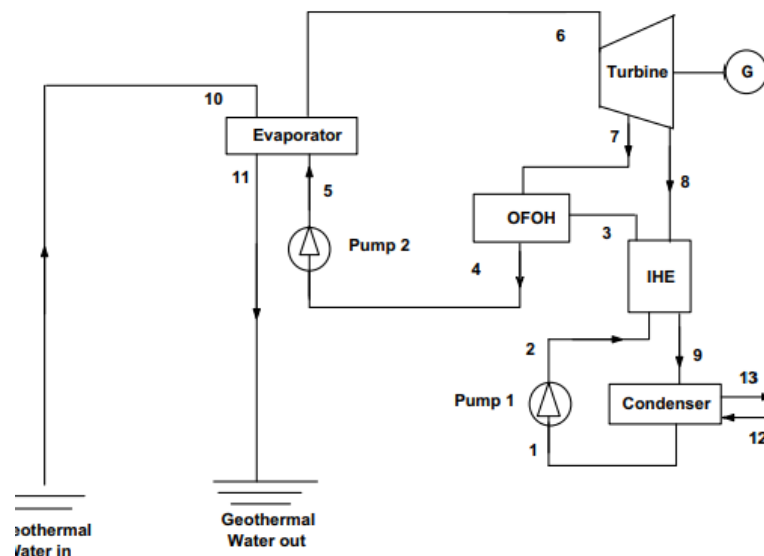 6
Turbine
G
10
Evaporator
7
11
5
8
OFOH
3
Pump 2
4
IHE
2
9
13
Pump 1
Condenser
12
1
Geothermal
Water out
eothermal
Vater in